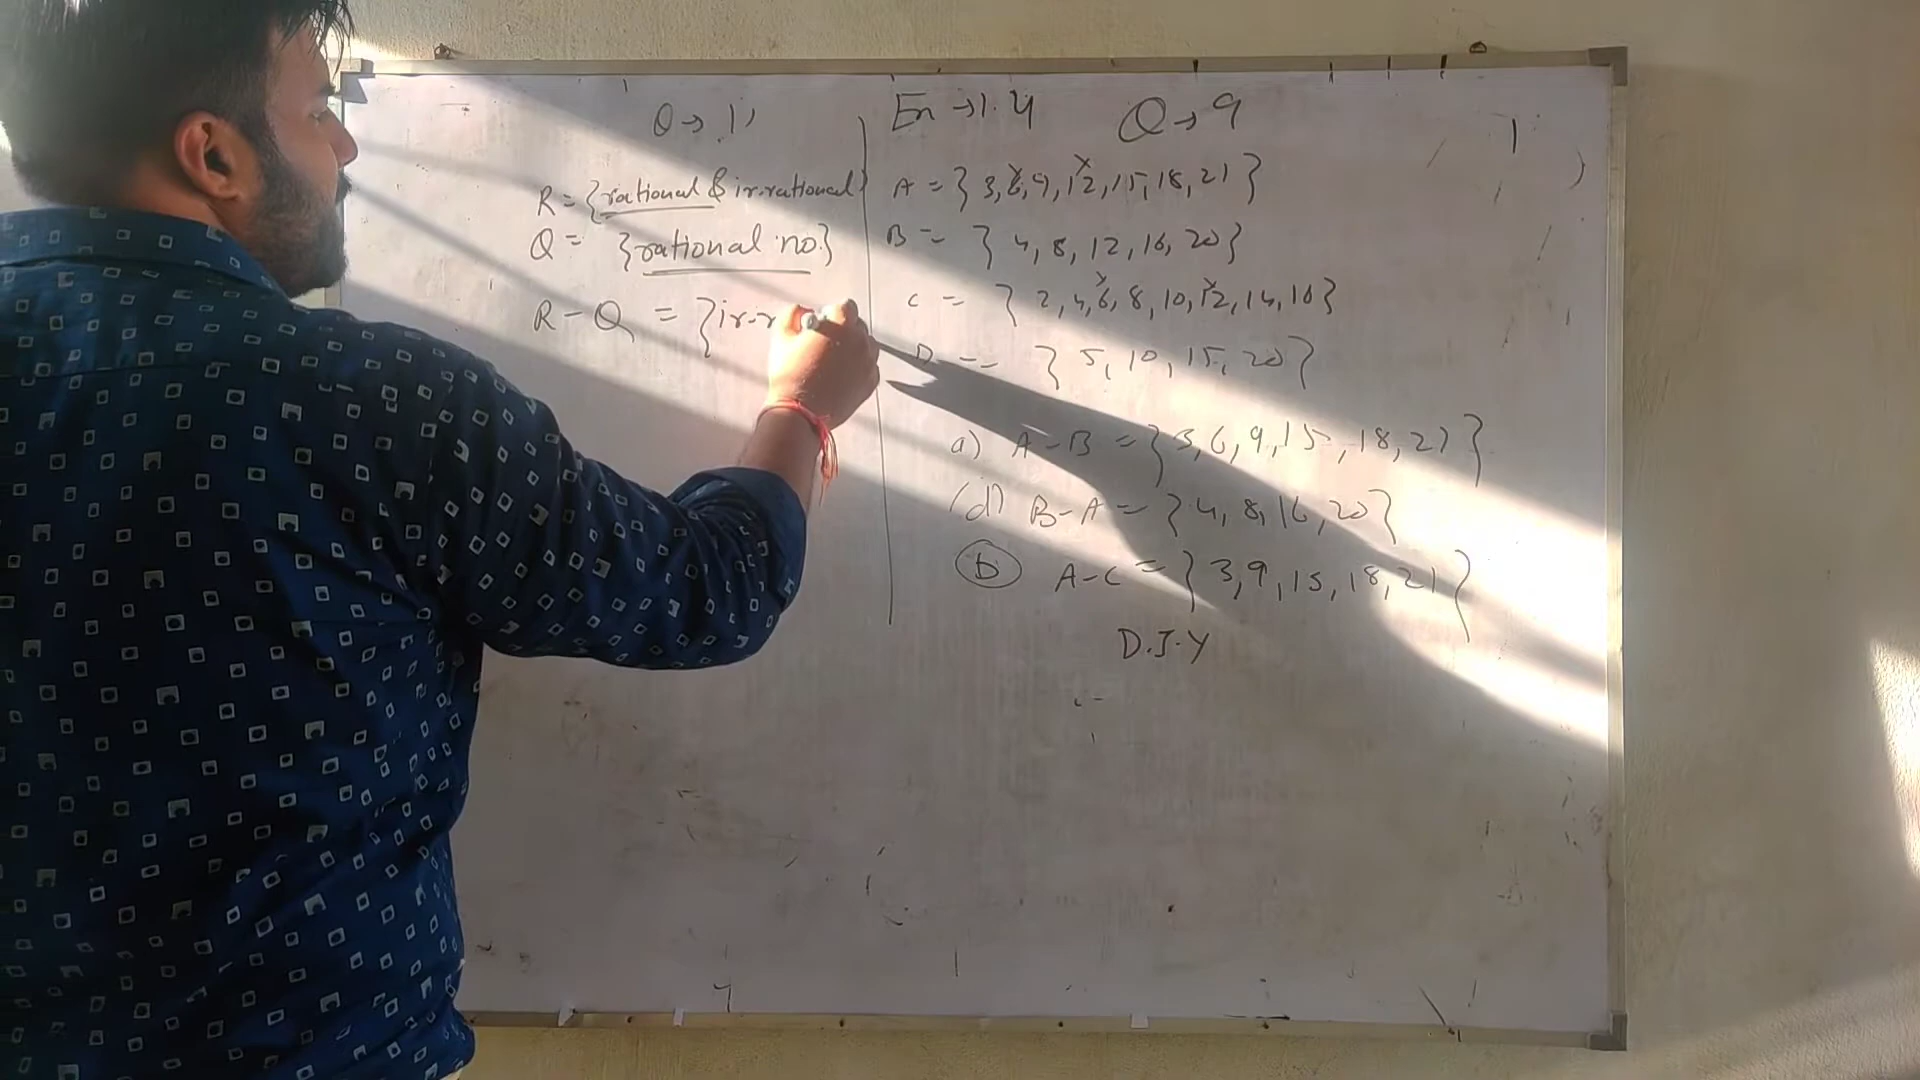 Q → 11
R = {rational & ir-rational}
Q = {rational no.}
R - Q = {ir-r
Ex → 1.4 Q → 9
A = {3,6,9,12,15,18,21}
B = {4,8,12,16,20}
C = {2,4,6,8,10,12,14,16}
D = {5,10,15,20}
a) A-B = {3,6,9,15,18,21}
(d) B-A = {4,8,16,20}
(b) A-C = {3,9,15,18,21}
D.I.Y